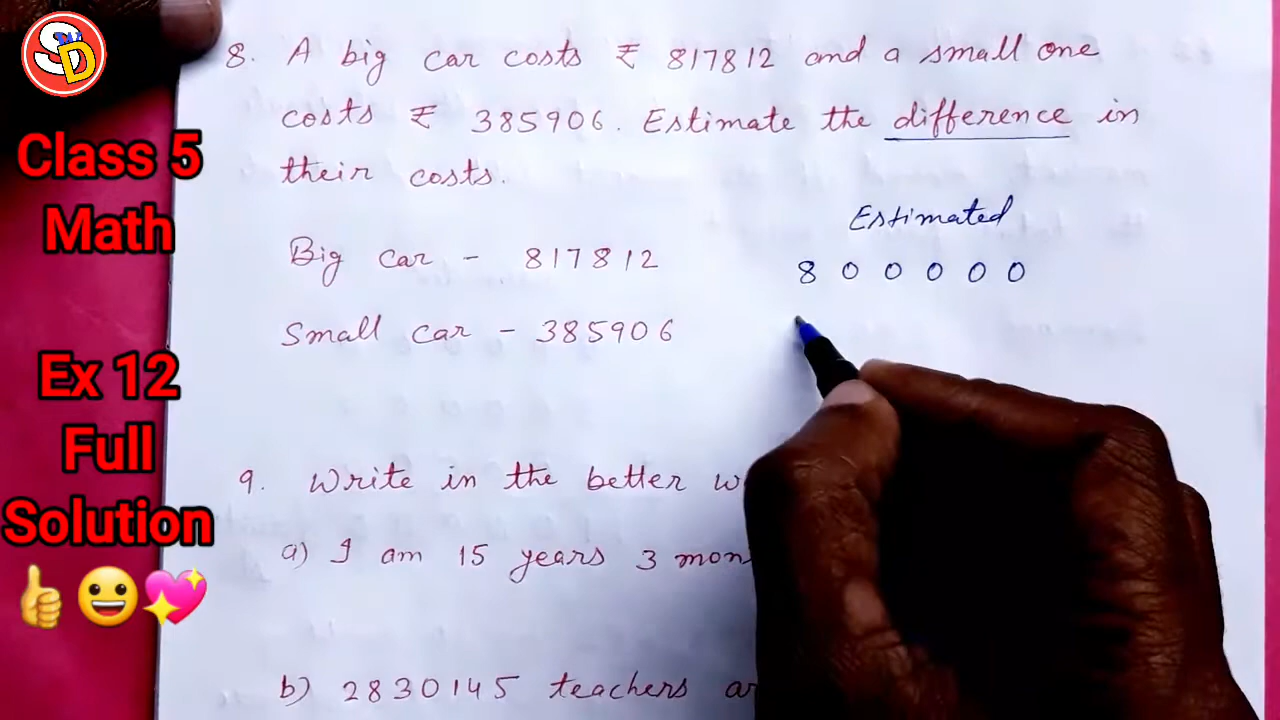 SD
Class 5
Math
Ex 12
Full
Solution
8. A big car costs ₹ 817812 and a small one
costs ₹ 385906. Estimate the difference in
their costs.
Estimated
Big car - 817812 800000
Small car - 385906
9. Write in the better
a) I am 15 years 3
b) 2830145 teachers